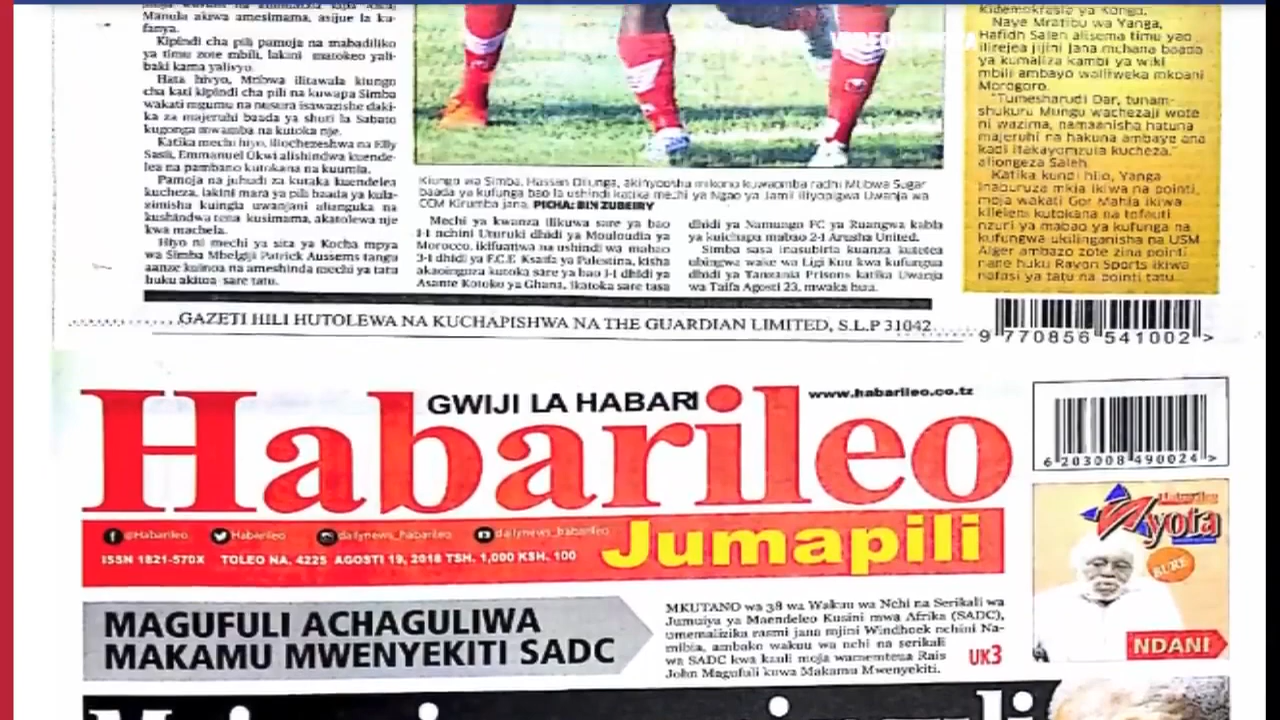 Manula akiwa amesimama, asijue la ku-
fanya.
Kipindi cha pili pamoja na mabadiliko
ya timu zote mbili, lakini matokeo yali-
baki kama yalivyo.
Hata hivyo, Mtibwa ilitawala kiungo
cha kati kipindi cha pili na kuwapa Simba
wakati mgumu na nusura isawazishe daki-
ka za majeruhi baada ya shuti la Sabato
kugonga mwamba na kutoka nje.
Katika mechi hiyo, iliochezeshwa na Elly
Sasii, Emmanuel Okwi alishindwa kuende-
lea na pambano kutokana na kuumia.
Pamoja na juhudi za kutaka kuendelea
kucheza, lakini mara ya pili baada ya kula-
zimisha kuingia uwanjani alianguka na
kushindwa tena kusimama, akatolewa nje
kwa machela.
Hiyo ni mechi ya sita ya Kocha mpya
wa Simba Mbelgiji Patrick Aussems tangu
aanze kuinoa na ameshinda mechi ya tatu
huku akitoa sare tatu.
Kiungo wa Simba, Hassan Dilunga, akinyoosha mikono kuwaomba radhi Mtibwa Sugar
baada ya kufunga bao la ushindi katika mechi ya Ngao ya Jamii iliyopigwa Uwanja wa
CCM Kirumba jana. PICHA: BIN ZUBEIRY
Mechi ya kwanza ilikuwa sare ya bao
1-1 nchini Uturuki dhidi ya Mouloudia ya
Morocco, ikifuatiwa na ushindi wa mabao
3-1 dhidi ya F.C.E Ksaifa ya Palestina, kisha
akaoinguza kutoka sare ya bao 1-1 dhidi ya
Asante Kotoko ya Ghana, ikatoka sare tasa
dhidi ya Namungo FC ya Ruangwa kabla
ya kuichapa mabao 2-1 Arusha United.
Simba sasa inasubiria kuanza kutetea
ubingwa wake wa Ligi Kuu kwa kufungua
dhidi ya Tanzania Prisons katika Uwanja
wa Taifa Agosti 23, mwaka huu.
Kidemokrasia ya Kongo.
Naye Mratibu wa Yanga,
Hafidh Saleh alisema timu yao
ilirejea jijini jana mchana baada
ya kumaliza kambi ya wiki
mbili ambayo waliiweka mkoani
Morogoro.
"Tumesharudi Dar, tunam-
shukuru Mungu wachezaji wote
ni wazima, namaanisha hatuna
majeruhi na hakuna ambaye ana
kadi itakayomzuia kucheza,"
aliongeza Saleh.
Katika kundi hilo, Yanga
inaburuza mkia ikiwa na pointi
moja wakati Gor Mahia ikiwa
kileleni kutokana na tofauti
nzuri ya mabao ya kufunga na
kufungwa ukilinganisha na USM
Alger ambazo zote zina pointi
nane huku Rayon Sports ikiwa
nafasi ya tatu na pointi tatu.
GAZETI HILI HUTOLEWA NA KUCHAPISHWA NA THE GUARDIAN LIMITED, S.L.P 31042
9 770856 541002 >
GWIJI LA HABARI
www.habarileo.co.tz
Habarileo
6 203008 490024 >
@Habarileo Habarileo dailynews_habarileo dailynews_habarileo
Jumapili
ISSN 1821-570X TOLEO NA. 4225 AGOSTI 19, 2018 TSH. 1,000 KSH. 100
Habarileo
Nyota
BURE
NDANI
MAGUFULI ACHAGULIWA
MAKAMU MWENYEKITI SADC
MKUTANO wa 38 wa Wakuu wa Nchi na Serikali wa
Jumuiya ya Maendeleo Kusini mwa Afrika (SADC),
umemalizika rasmi jana mjini Windhoek nchini Na-
mibia, ambako wakuu wa nchi na serikali
wa SADC kwa kauli moja wamemteua Rais
John Magufuli kuwa Makamu Mwenyekiti.
UK3